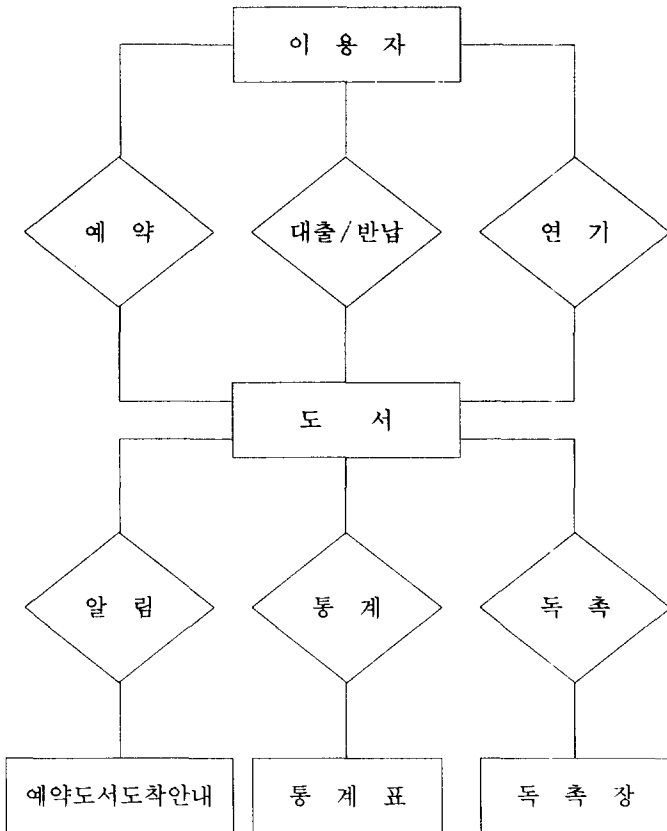 이 용 자
예 약
대출/반납
연 기
도 서
알 림
통 계
독 촉
예약도서도착안내
통 계 표
독 촉 장